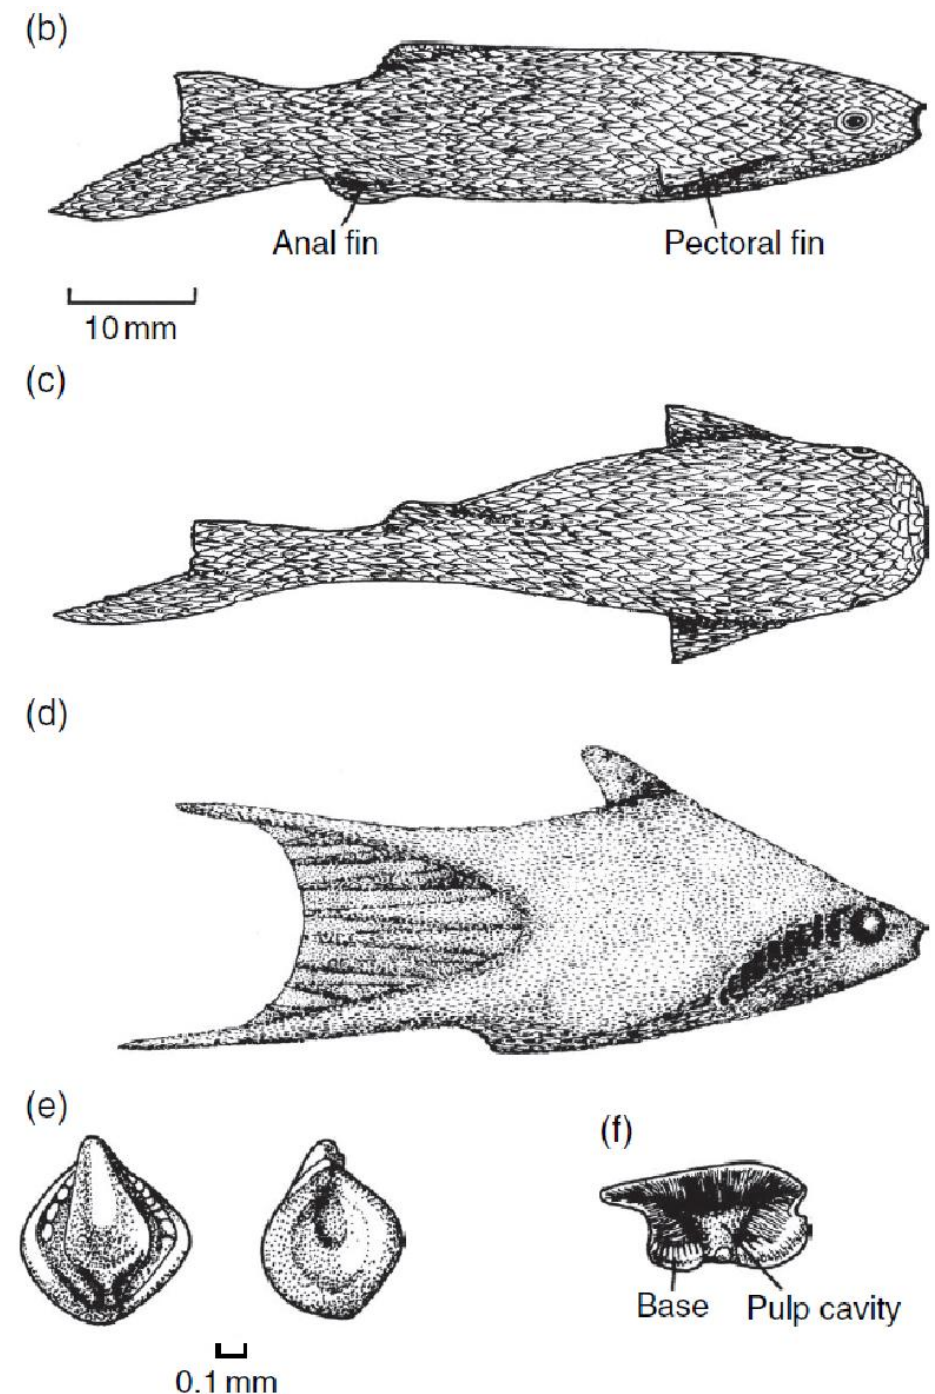 (b)
Anal fin
Pectoral fin
10 mm
(c)
(d)
(e)
(f)
Base
Pulp cavity
0.1 mm